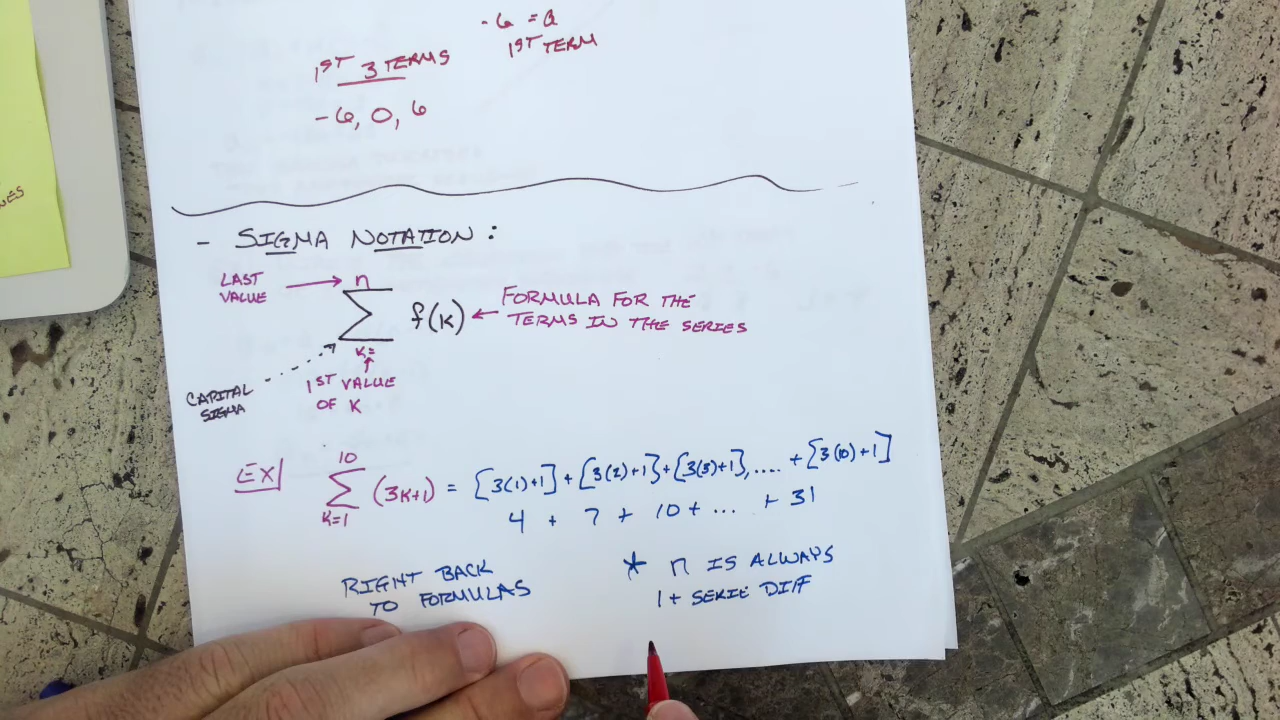 -6 = a
1ST TERM
1ST 3 TERMS
-6, 0, 6
- SIGMA NOTATION:
LAST
VALUE
n
Σ f(K)
FORMULA FOR THE
TERMS IN THE SERIES
K=
1ST VALUE
OF K
CAPITAL
SIGMA
EX
10
Σ (3K+1) = [3(1)+1]+[3(2)+1]+[3(3)+1],.... +[3(10)+1]
K=1
4 + 7 + 10 + ... + 31
RIGHT BACK
TO FORMULAS
* n IS ALWAYS
1+ SERIE DIFF